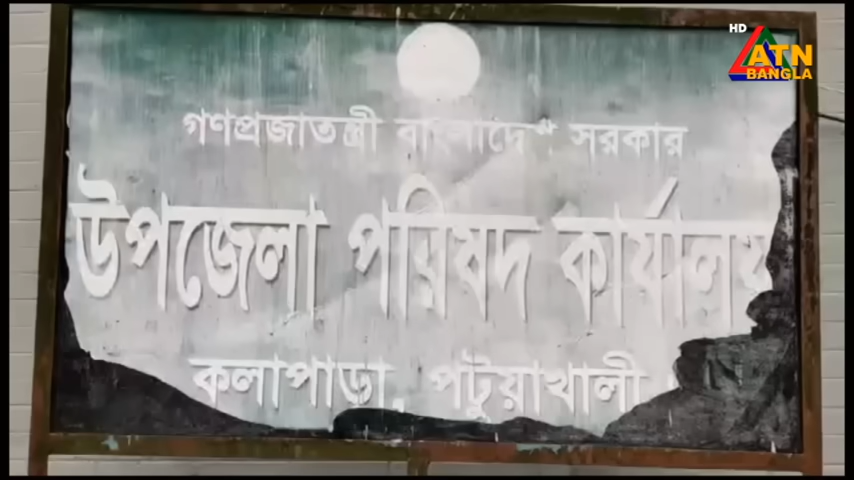 HD ATN
BANGLA
গণপ্রজাতন্ত্রী বাংলাদেশ সরকার
উপজেলা পরিষদ কার্যালয়
কলাপাড়া, পটুয়াখালী।